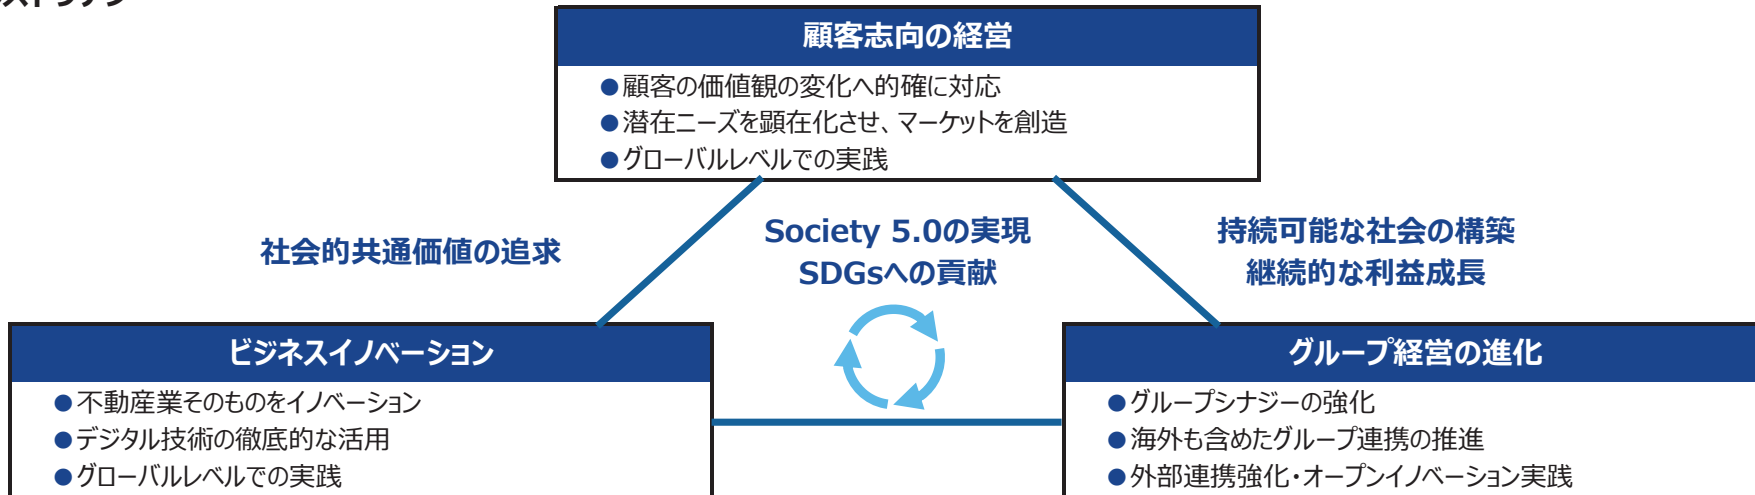 顧客志向の経営
●顧客の価値観の変化へ的確に対応
●潜在ニーズを顕在化させ、マーケットを創造
●グローバルレベルでの実践
社会的共通価値の追求
Society 5.0の実現
SDGsへの貢献
持続可能な社会の構築
継続的な利益成長
ビジネスイノベーション
●不動産業そのものをイノベーション
●デジタル技術の徹底的な活用
●グローバルレベルでの実践
グループ経営の進化
●グループシナジーの強化
●海外も含めたグループ連携の推進
●外部連携強化・オープンイノベーション実践